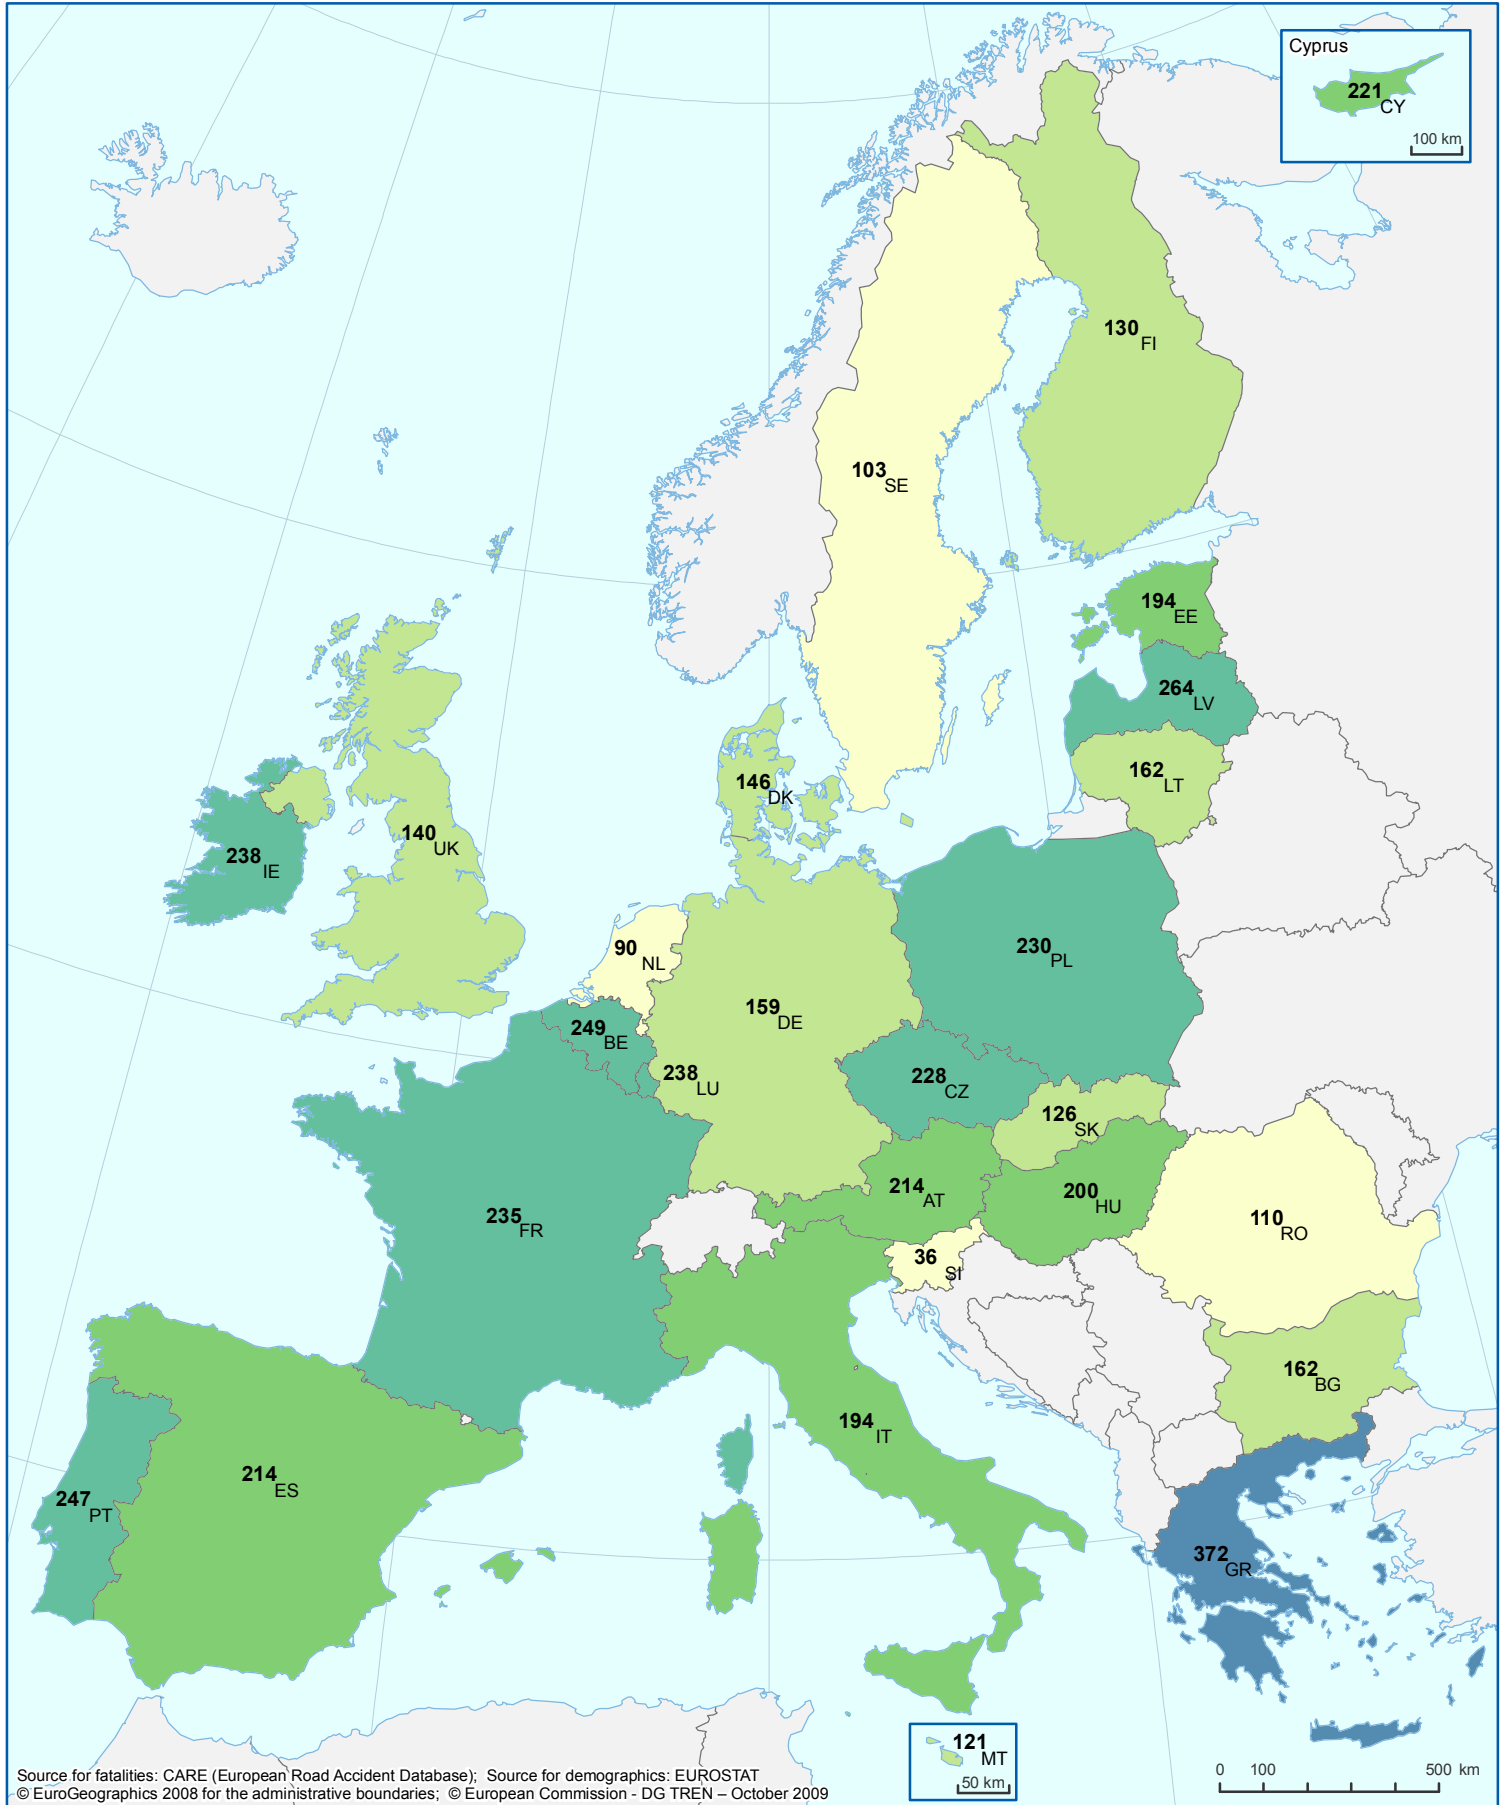 Cyprus
221 CY
100 km
130 FI
103 SE
194 EE
264 LV
162 LT
146 DK
140 UK
238 IE
90 NL
230 PL
159 DE
249 BE
238 LU
228 CZ
126 SK
214 AT
200 HU
235 FR
110 RO
36 SI
162 BG
194 IT
214 ES
247 PT
372 GR
121 MT
50 km
0 100 500 km
Source for fatalities: CARE (European Road Accident Database); Source for demographics: EUROSTAT
© EuroGeographics 2008 for the administrative boundaries; © European Commission - DG TREN – October 2009